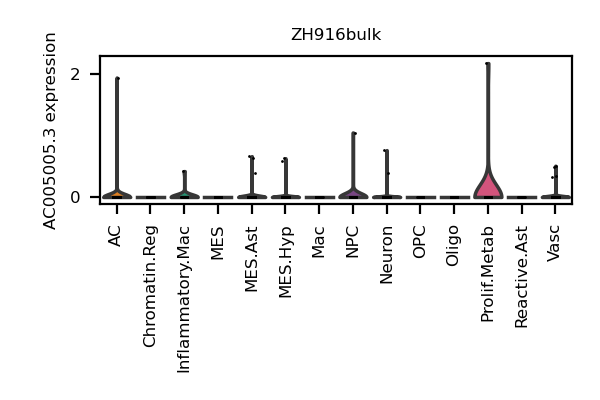 ZH916bulk
AC005005.3 expression
2
0
AC
Chromatin.Reg
Inflammatory.Mac
MES
MES.Ast
MES.Hyp
Mac
NPC
Neuron
OPC
Oligo
Prolif.Metab
Reactive.Ast
Vasc